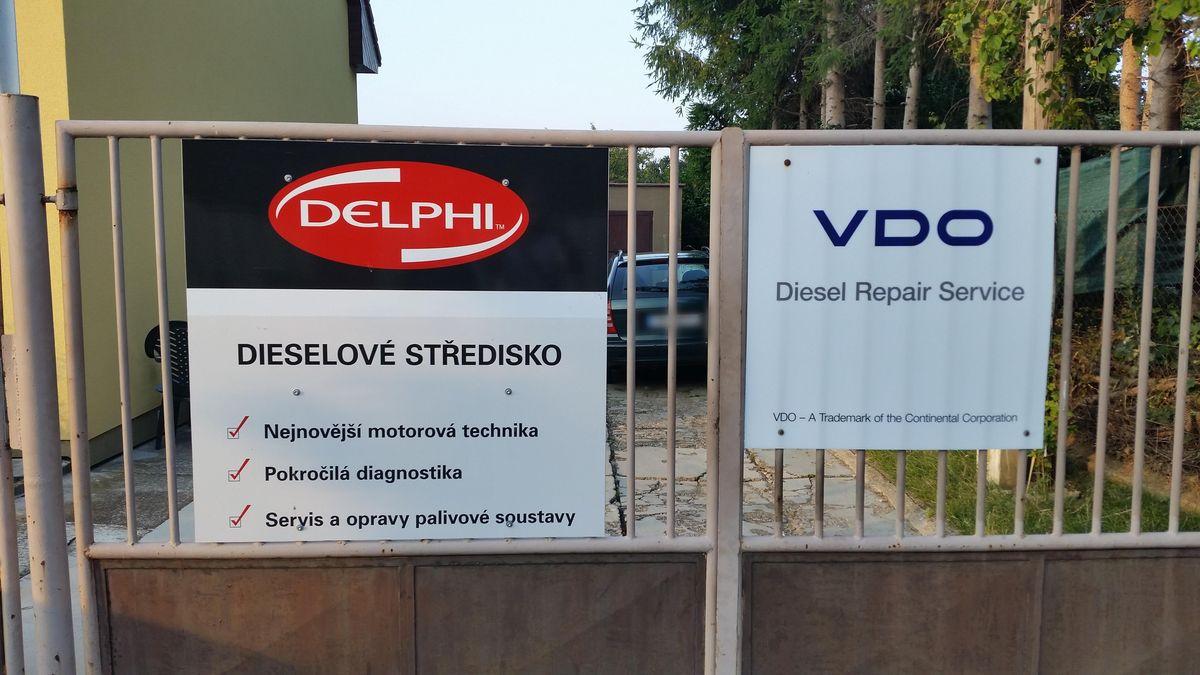 DELPHI™
DIESELOVÉ STŘEDISKO
Nejnovější motorová technika
Pokročilá diagnostika
Servis a opravy palivové soustavy
VDO
Diesel Repair Service
VDO – A Trademark of the Continental Corporation